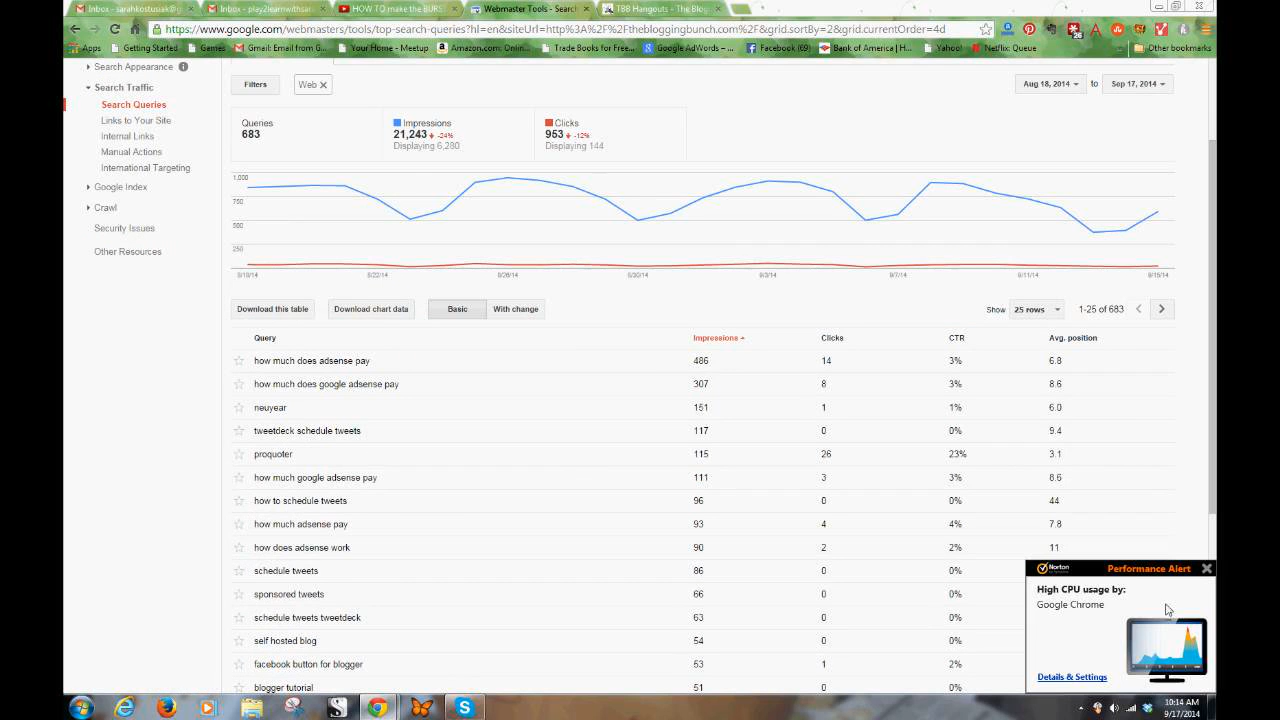 Inbox - sarahkostusiak@g
Inbox - play2learnwithsara
HOW TO make the BURS
Webmaster Tools - Search
TBB Hangouts - The Blog
https://www.google.com/webmasters/tools/top-search-queries?hl=en&siteUrl=http%3A%2F%2Fthebloggingbunch.com%2F&grid.sortBy=2&grid.currentOrder=4d
26
Apps Getting Started Games Gmail: Email from G... Your Home - Meetup Amazon.com: Onlin... Trade Books for Free... Google AdWords – ... Facebook (69) Bank of America | H... Yahoo! Netflix: Queue Other bookmarks
Search Appearance
Search Traffic
Search Queries
Links to Your Site
Internal Links
Manual Actions
International Targeting
Google Index
Crawl
Security Issues
Other Resources
Filters Web Aug 18, 2014 to Sep 17, 2014
Queries
683
Impressions
21,243 -24%
Displaying 6,280
Clicks
953 -12%
Displaying 144
1,000
750
500
250
8/18/14 8/22/14 8/26/14 8/30/14 9/3/14 9/7/14 9/11/14 9/15/14
Download this table Download chart data Basic With change Show 25 rows 1-25 of 683
Query Impressions Clicks CTR Avg. position
how much does adsense pay 486 14 3% 6.8
how much does google adsense pay 307 8 3% 8.6
neuyear 151 1 1% 6.0
tweetdeck schedule tweets 117 0 0% 9.4
proquoter 115 26 23% 3.1
how much google adsense pay 111 3 3% 8.6
how to schedule tweets 96 0 0% 44
how much adsense pay 93 4 4% 7.8
how does adsense work 90 2 2% 11
schedule tweets 86 0 0%
sponsored tweets 66 0 0%
schedule tweets tweetdeck 63 0 0%
self hosted blog 54 0 0%
facebook button for blogger 53 1 2%
blogger tutorial 51 0 0%
Norton
Performance Alert
High CPU usage by:
Google Chrome
Details & Settings
10:14 AM
9/17/2014